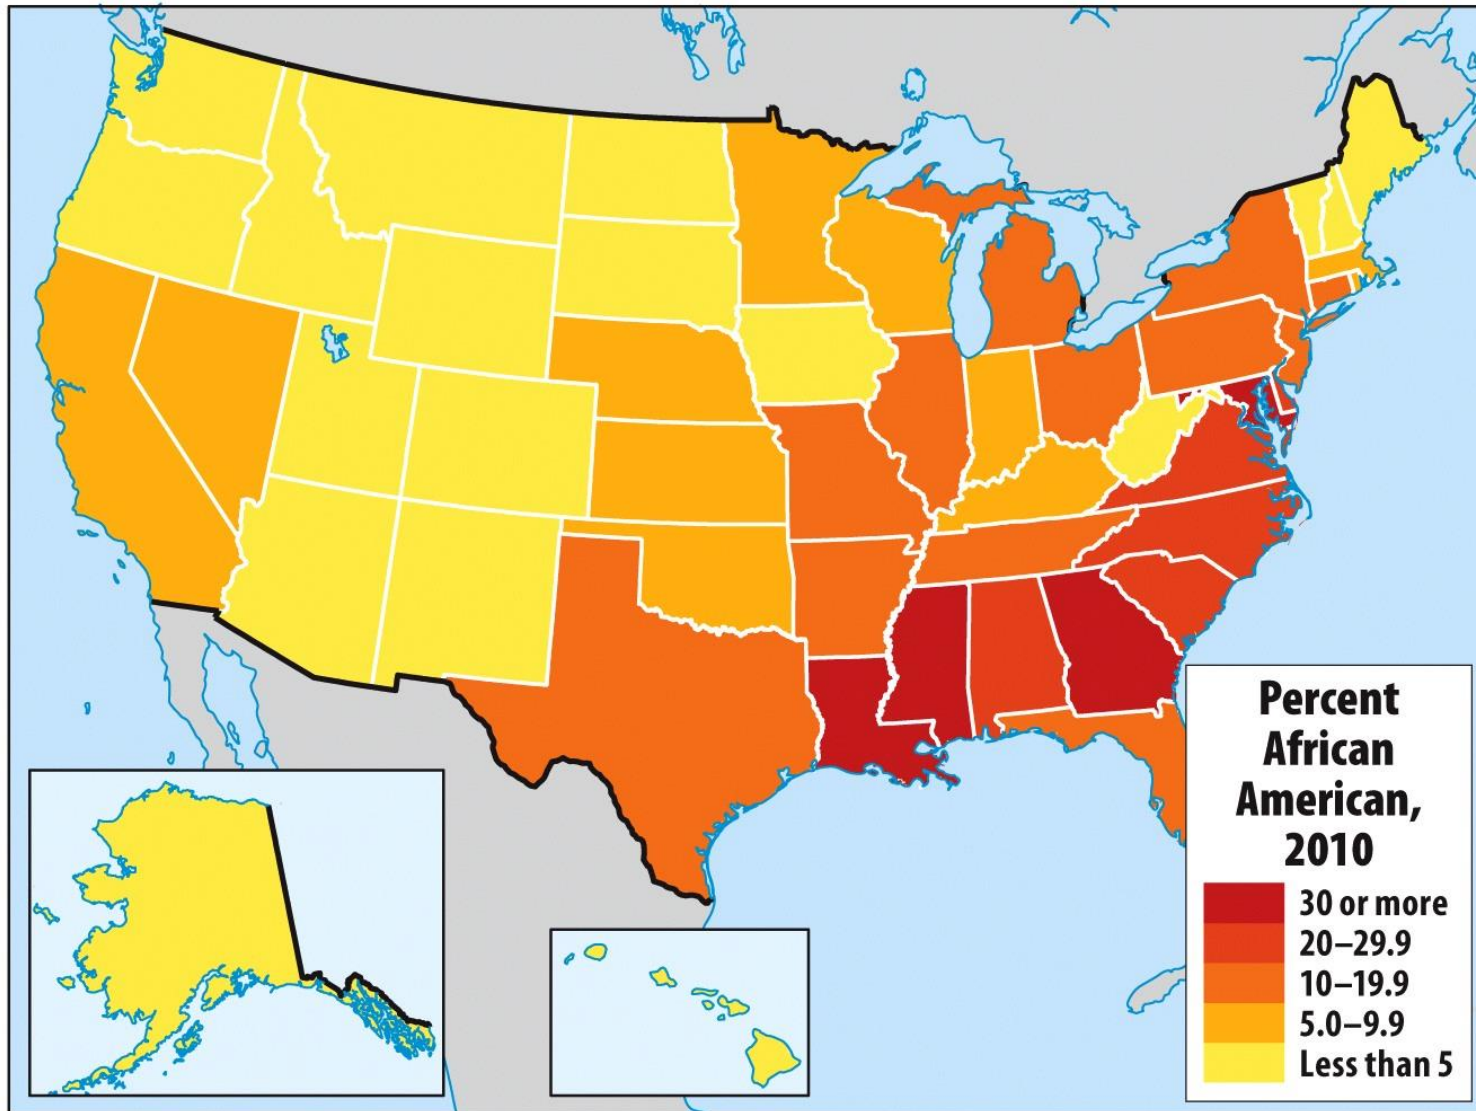 Percent
African
American,
2010
30 or more
20–29.9
10–19.9
5.0–9.9
Less than 5